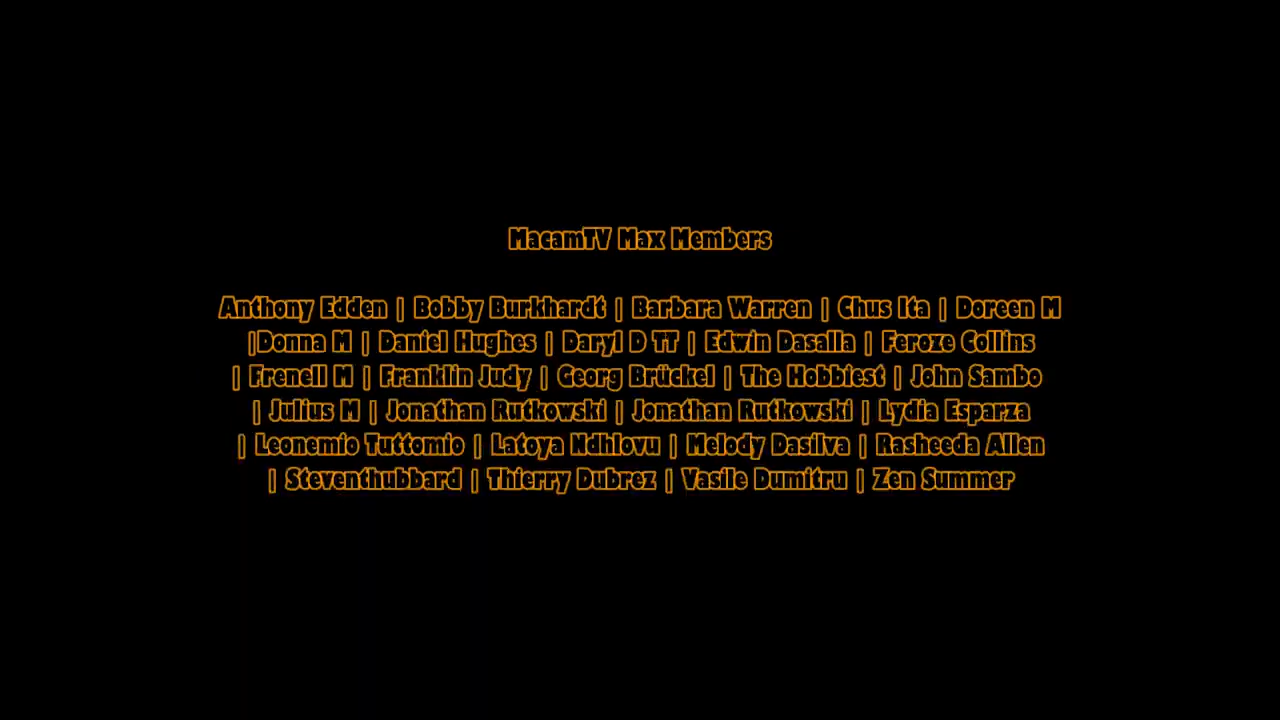 MacamTV Max Members
Anthony Edden | Bobby Burkhardt | Barbara Warren | Chus Ita | Doreen M
|Donna M | Daniel Hughes | Daryl D TT | Edwin Dasalla | Feroze Collins
| Frenell M | Franklin Judy | Georg Brückel | The Hobbiest | John Sambo
| Julius M | Jonathan Rutkowski | Jonathan Rutkowski | Lydia Esparza
| Leonemio Tuttomio | Latoya Ndhlovu | Melody Dasilva | Rasheeda Allen
| Steventhubbard | Thierry Dubrez | Vasile Dumitru | Zen Summer